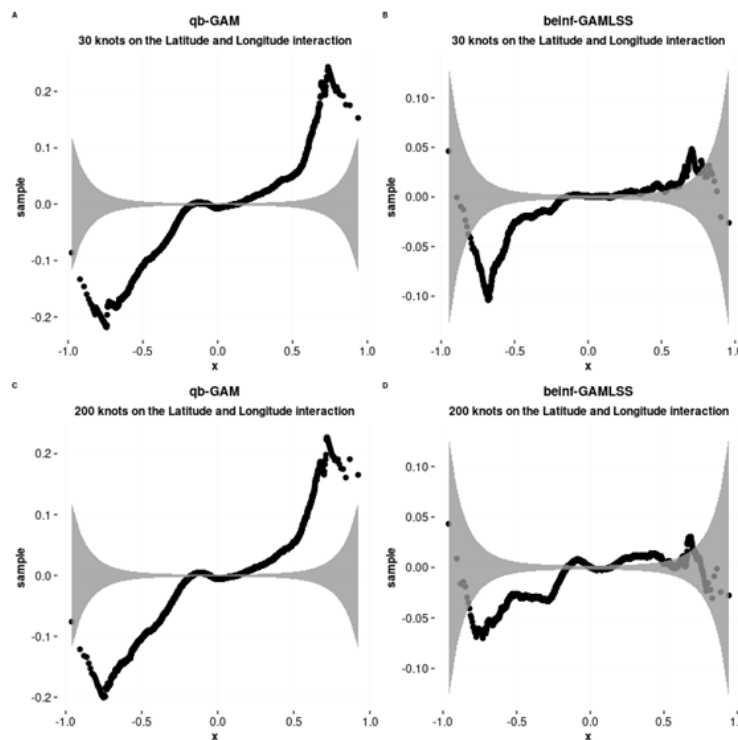 A
qb-GAM
30 knots on the Latitude and Longitude interaction
0.2
0.1
0.0
-0.1
-0.2
sample
-1.0 -0.5 0.0 0.5 1.0
x
B
beinf-GAMLSS
30 knots on the Latitude and Longitude interaction
0.10
0.05
0.00
-0.05
-0.10
sample
-1.0 -0.5 0.0 0.5 1.0
x
C
qb-GAM
200 knots on the Latitude and Longitude interaction
0.2
0.1
0.0
-0.1
-0.2
sample
-1.0 -0.5 0.0 0.5 1.0
x
D
beinf-GAMLSS
200 knots on the Latitude and Longitude interaction
0.10
0.05
0.00
-0.05
-0.10
sample
-1.0 -0.5 0.0 0.5 1.0
x